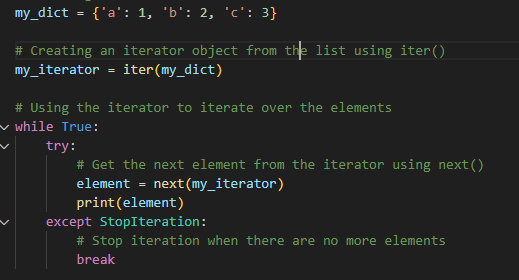 my_dict = {'a': 1, 'b': 2, 'c': 3}
# Creating an iterator object from the list using iter()
my_iterator = iter(my_dict)
# Using the iterator to iterate over the elements
while True:
    try:
        # Get the next element from the iterator using next()
        element = next(my_iterator)
        print(element)
    except StopIteration:
        # Stop iteration when there are no more elements
        break